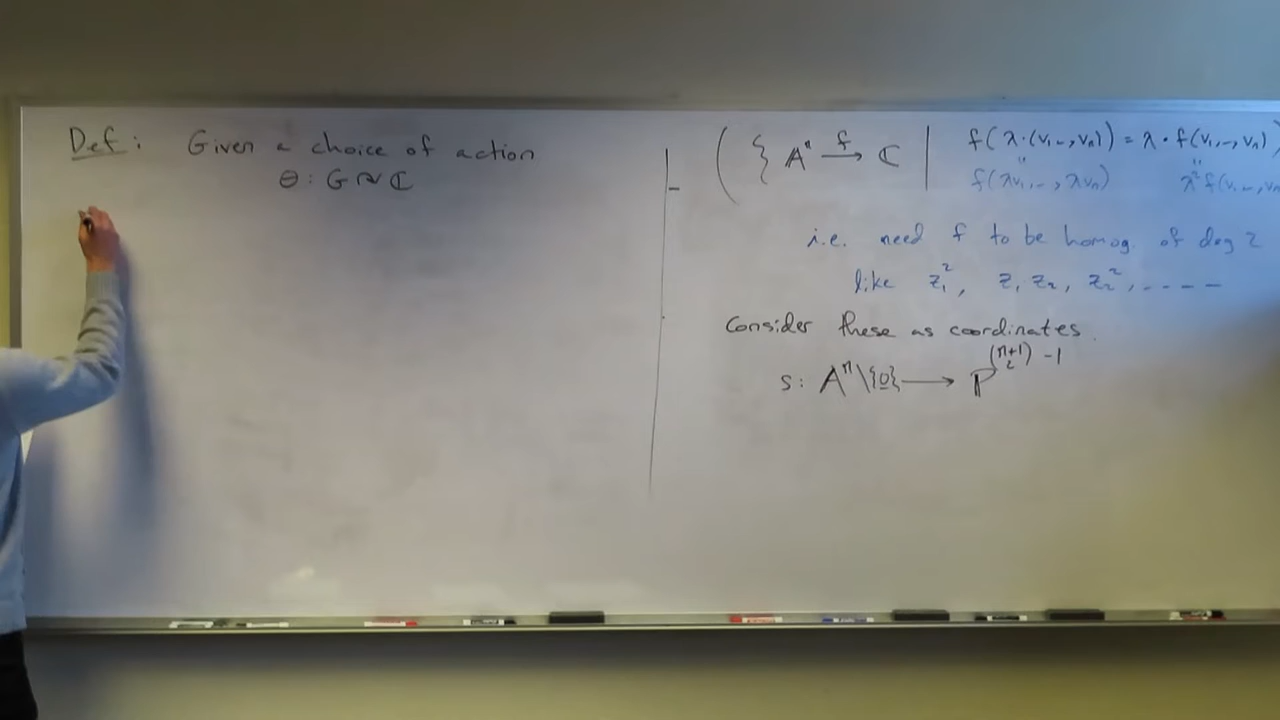 Def: Given a choice of action
θ: G ↷ ℂ
( { 𝔸ⁿ —f→ ℂ | f(λ·(v₁,..,vₙ)) = λ·f(v₁,..,vₙ)
f(λv₁,..,λvₙ) λ²f(v₁,..,vₙ
i.e. need f to be homog. of deg 2
like z₁², z₁z₂, z₂², - - - -
Consider these as coordinates.
s: 𝔸ⁿ\{0} → ℙ^{(n+1 2) -1}